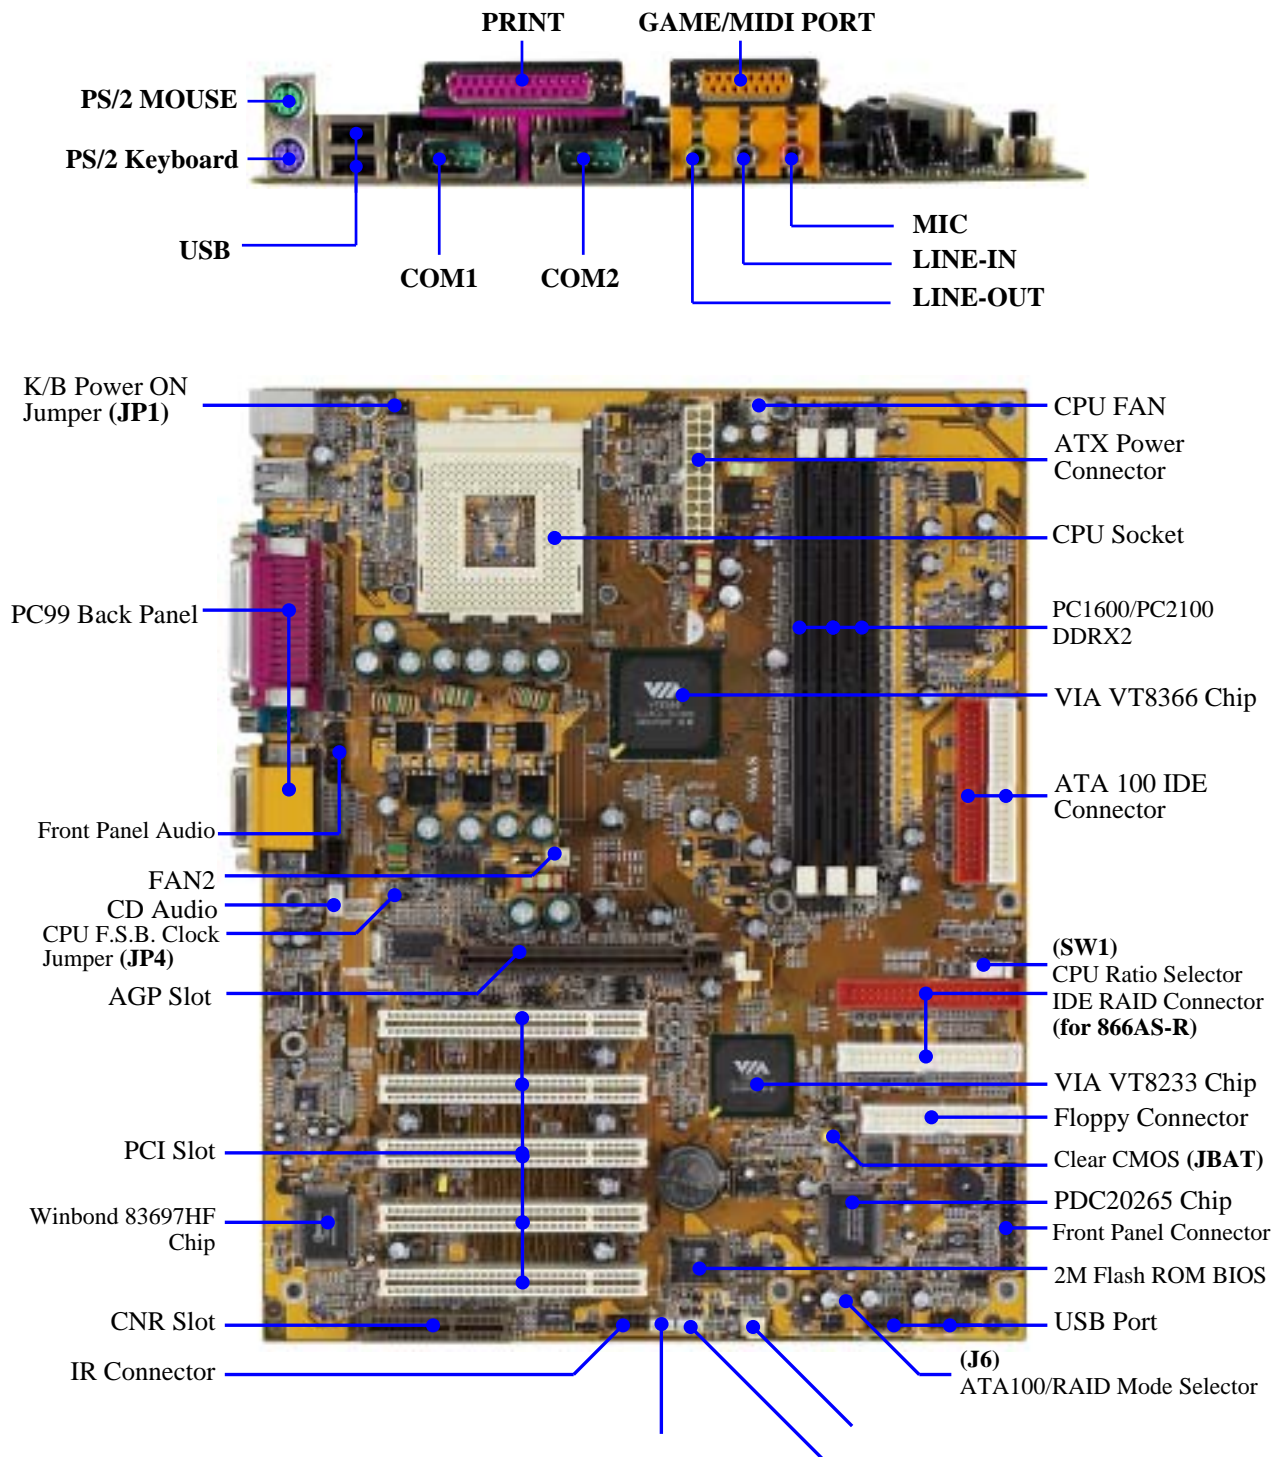 PRINT
GAME/MIDI PORT
PS/2 MOUSE
PS/2 Keyboard
USB
COM1
COM2
MIC
LINE-IN
LINE-OUT
K/B Power ON
Jumper (JP1)
CPU FAN
ATX Power
Connector
CPU Socket
PC99 Back Panel
PC1600/PC2100
DDRX2
VIA VT8366 Chip
VIA
ATA 100 IDE
Connector
Front Panel Audio
FAN2
CD Audio
CPU F.S.B. Clock
Jumper (JP4)
AGP Slot
(SW1)
CPU Ratio Selector
IDE RAID Connector
(for 866AS-R)
VIA
VIA VT8233 Chip
Floppy Connector
PCI Slot
Clear CMOS (JBAT)
PDC20265 Chip
Winbond 83697HF
Chip
Front Panel Connector
2M Flash ROM BIOS
CNR Slot
USB Port
IR Connector
(J6)
ATA100/RAID Mode Selector